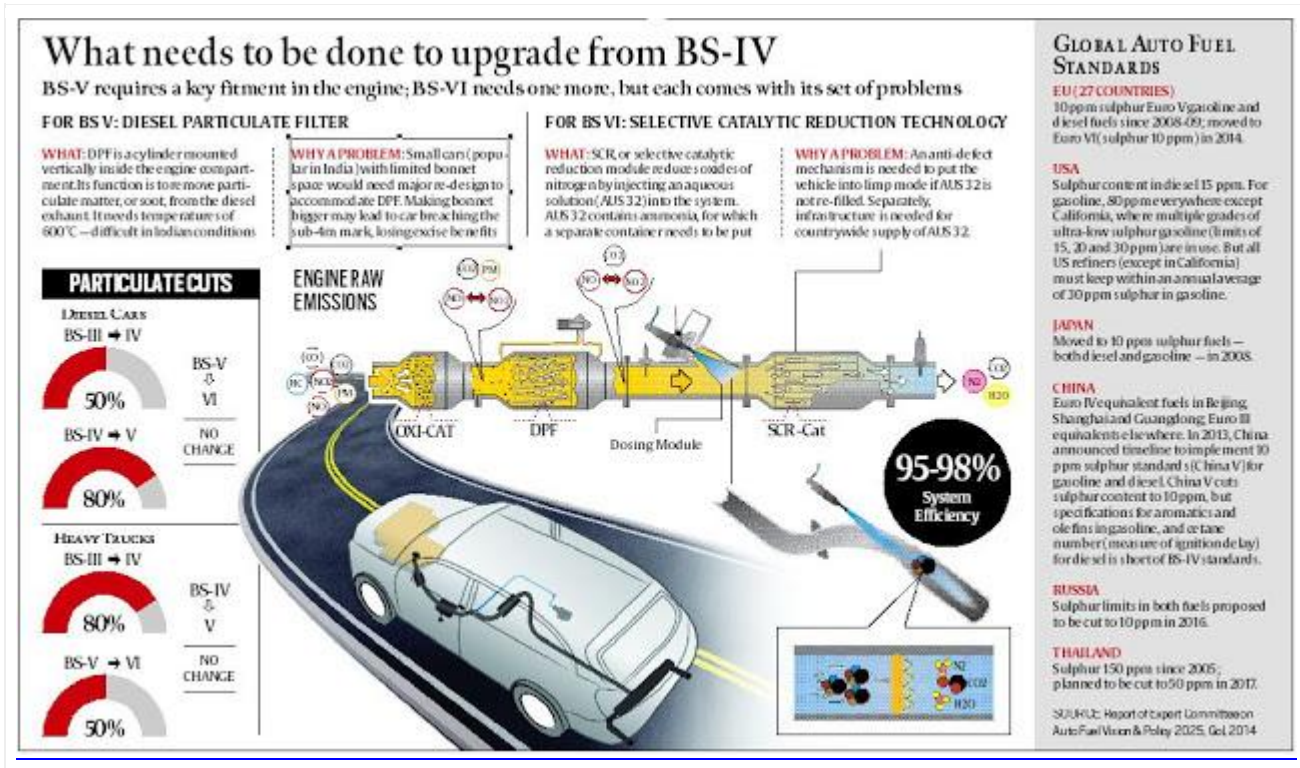 What needs to be done to upgrade from BS-IV
BS-V requires a key fitment in the engine; BS-VI needs one more, but each comes with its set of problems
FOR BS V: DIESEL PARTICULATE FILTER
WHAT: DPF is a cylinder mounted
vertically inside the engine compart-
ment. Its function is to remove parti-
culate matter, or soot, from the diesel
exhaust. It needs temperatures of
600°C — difficult in Indian conditions
WHY A PROBLEM: Small cars (popu-
lar in India) with limited bonnet
space would need major re-design to
accommodate DPF. Making bonnet
bigger may lead to car breaching the
sub-4m mark, losing excise benefits
FOR BS VI: SELECTIVE CATALYTIC REDUCTION TECHNOLOGY
WHAT: SCR, or selective catalytic
reduction module reduces oxides of
nitrogen by injecting an aqueous
solution (AUS 32) into the system.
AUS 32 contains ammonia, for which
a separate container needs to be put
WHY A PROBLEM: An anti-defect
mechanism is needed to put the
vehicle into limp mode if AUS 32 is
not re-filled. Separately,
infrastructure is needed for
countrywide supply of AUS 32
PARTICULATE CUTS
DIESEL CARS
BS-III ➔ IV
50%
BS-IV ➔ V
80%
BS-V
⇩
VI
NO
CHANGE
HEAVY TRUCKS
BS-III ➔ IV
80%
BS-V ➔ VI
50%
BS-IV
⇩
V
NO
CHANGE
ENGINE RAW
EMISSIONS
CO2 PM
NO NO2
CO2
NO NO2
CO CO2
HC NO2
PM
NO
OXI-CAT
DPF
Dosing Module
SCR-Cat
CO2
N2
H2O
95-98%
System
Efficiency
N2
CO2
H2O
GLOBAL AUTO FUEL
STANDARDS
EU (27 COUNTRIES)
10 ppm sulphur Euro V gasoline and
diesel fuels since 2008-09; moved to
Euro VI (sulphur 10 ppm) in 2014.
USA
Sulphur content in diesel 15 ppm. For
gasoline, 80 ppm everywhere except
California, where multiple grades of
ultra-low sulphur gasoline (limits of
15, 20 and 30 ppm) are in use. But all
US refiners (except in California)
must keep within an annual average
of 30 ppm sulphur in gasoline.
JAPAN
Moved to 10 ppm sulphur fuels —
both diesel and gasoline — in 2008.
CHINA
Euro IV equivalent fuels in Beijing,
Shanghai and Guangdong, Euro III
equivalents elsewhere. In 2013, China
announced timeline to implement 10
ppm sulphur standards (China V) for
gasoline and diesel. China V cuts
sulphur content to 10 ppm, but
specifications for aromatics and
olefins in gasoline, and cetane
number (measure of ignition delay)
for diesel is short of BS-IV standards.
RUSSIA
Sulphur limits in both fuels proposed
to be cut to 10 ppm in 2016.
THAILAND
Sulphur 150 ppm since 2005;
planned to be cut to 50 ppm in 2017.
SOURCE: Report of Expert Committee on
Auto Fuel Vision & Policy 2025, GoI, 2014